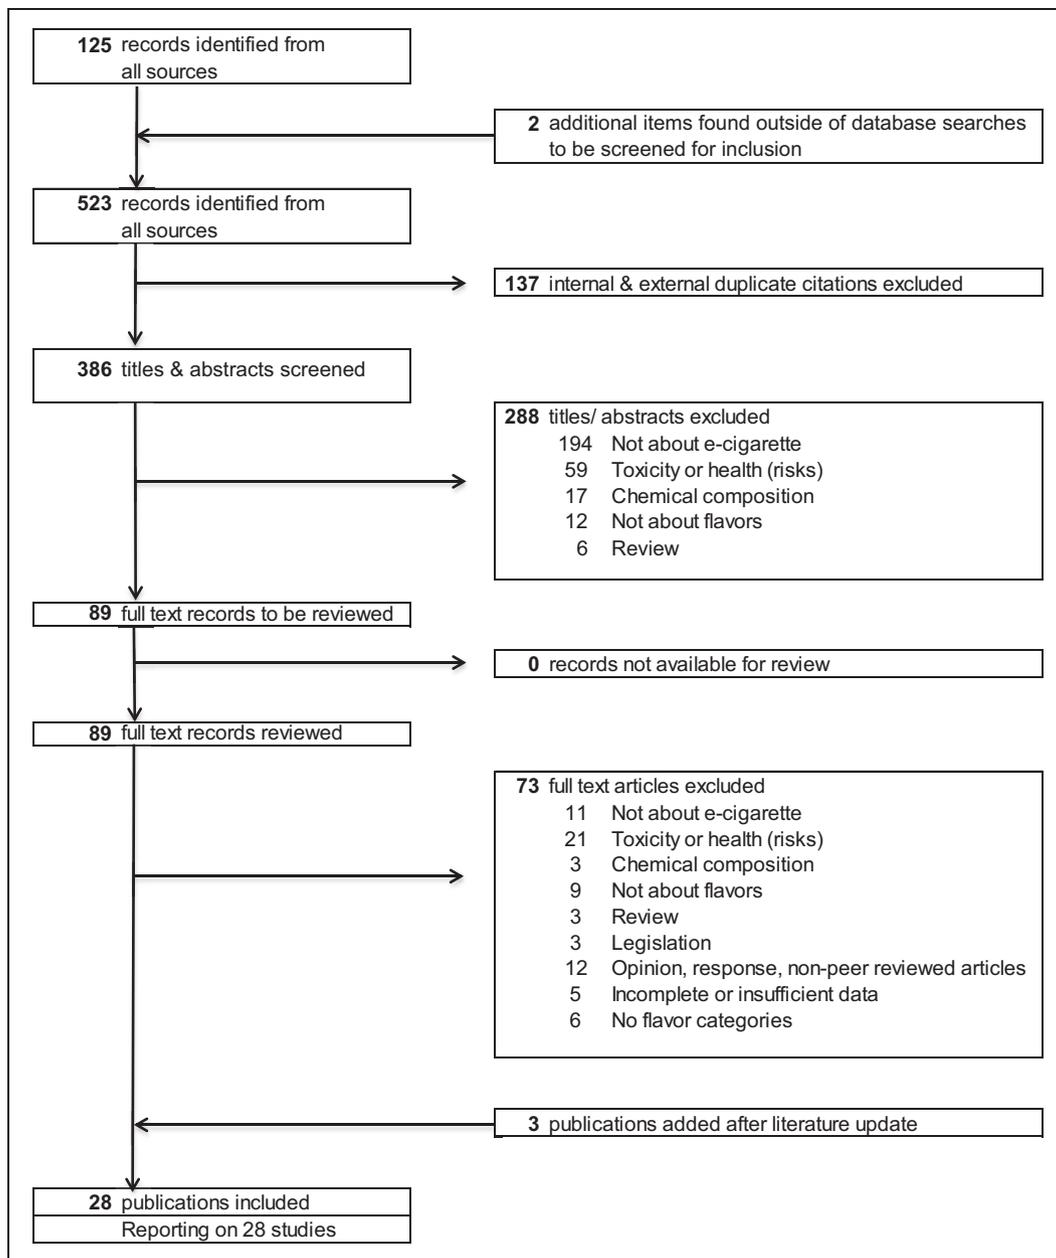 125 records identified from
all sources
2 additional items found outside of database searches
to be screened for inclusion
523 records identified from
all sources
137 internal & external duplicate citations excluded
386 titles & abstracts screened
288 titles/ abstracts excluded
194 Not about e-cigarette
59 Toxicity or health (risks)
17 Chemical composition
12 Not about flavors
6 Review
89 full text records to be reviewed
0 records not available for review
89 full text records reviewed
73 full text articles excluded
11 Not about e-cigarette
21 Toxicity or health (risks)
3 Chemical composition
9 Not about flavors
3 Review
3 Legislation
12 Opinion, response, non-peer reviewed articles
5 Incomplete or insufficient data
6 No flavor categories
3 publications added after literature update
28 publications included
Reporting on 28 studies